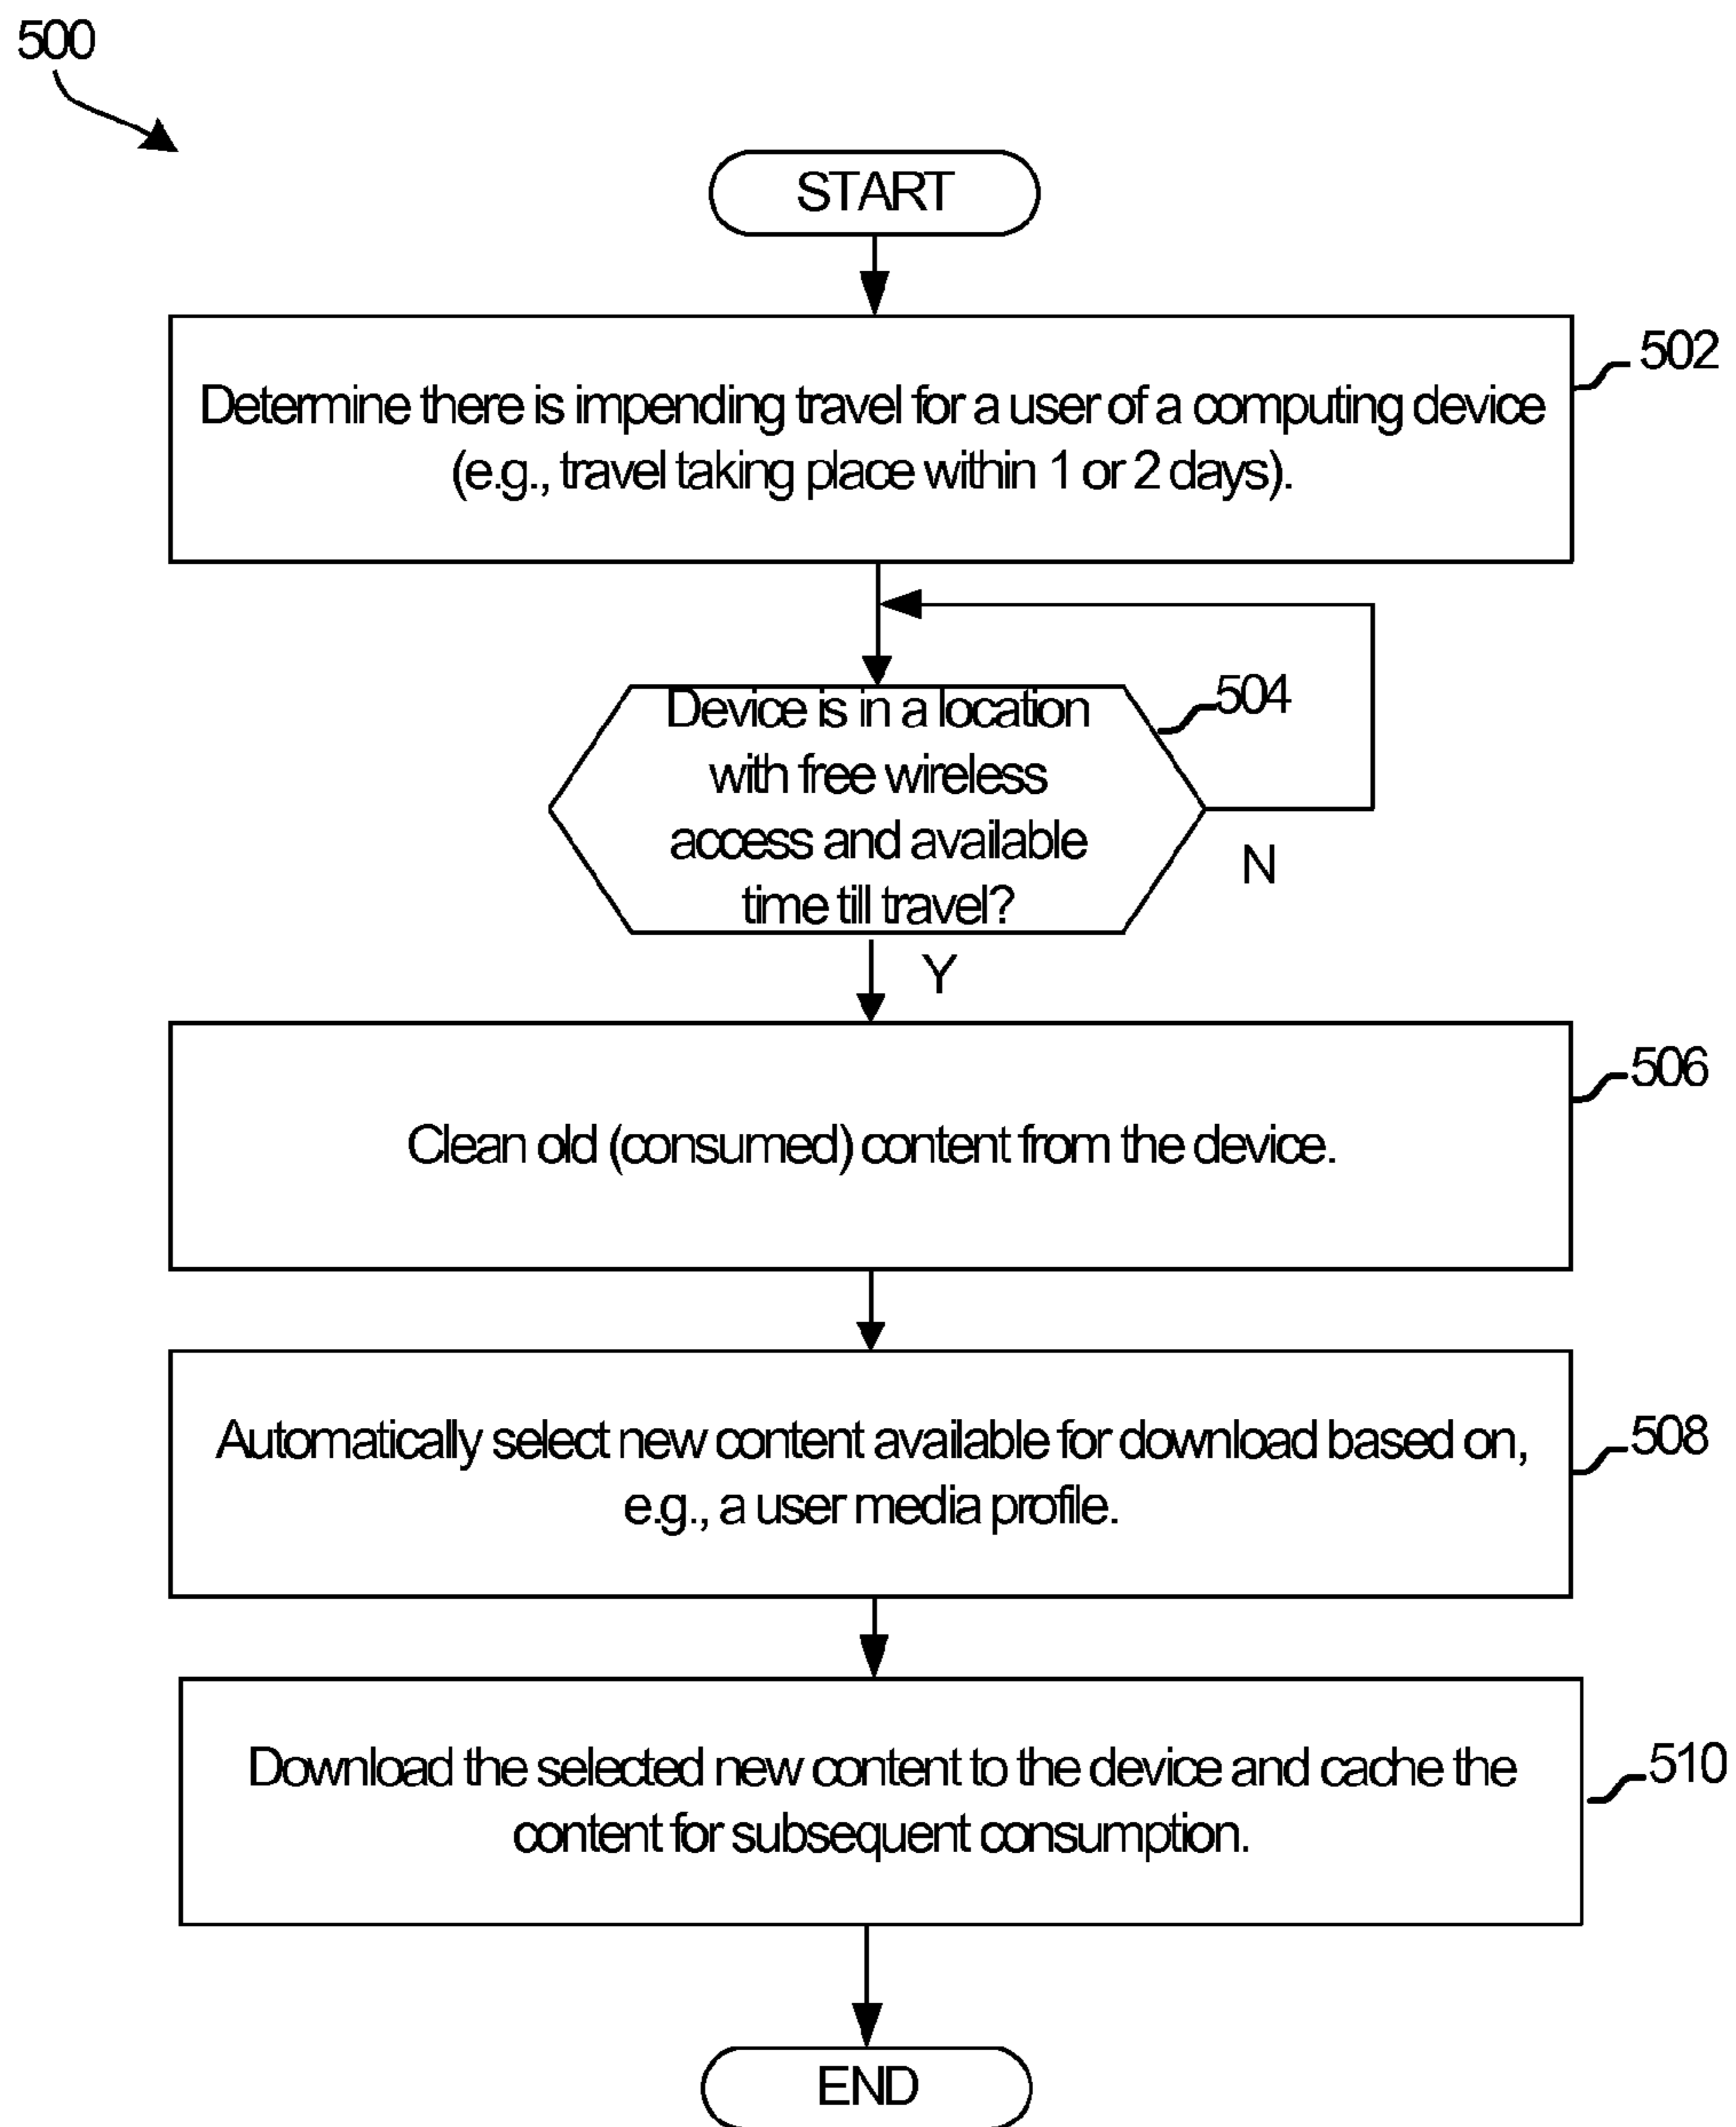 500
START
502
Determine there is impending travel for a user of a computing device
(e.g., travel taking place within 1 or 2 days).
504
Device is in a location
with free wireless
access and available
time till travel?
N
Y
506
Clean old (consumed) content from the device.
508
Automatically select new content available for download based on,
e.g., a user media profile.
510
Download the selected new content to the device and cache the
content for subsequent consumption.
END